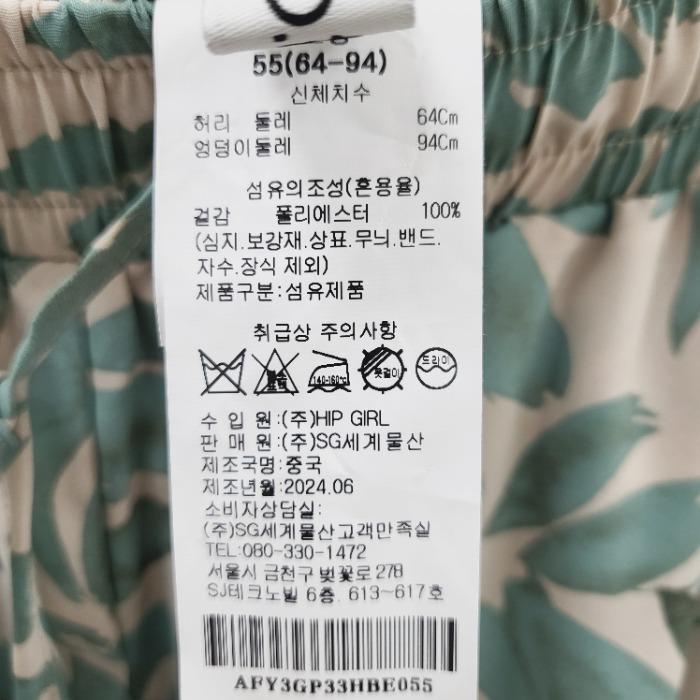 55(64-94)
신체치수
허리 둘레 64Cm
엉덩이둘레 94Cm
섬유의조성(혼용율)
겉감 폴리에스터 100%
(심지.보강재.상표.무늬.밴드.
자수.장식 제외)
제품구분:섬유제품
취급상 주의사항
140~160℃ 옷걸이 드라이
수 입 원:(주)HIP GIRL
판 매 원:(주)SG세계물산
제조국명:중국
제조년월:2024.06
소비자상담실:
(주)SG세계물산고객만족실
TEL:080-330-1472
서울시 금천구 벚꽃로 278
SJ테크노빌 6층. 613~617호
AFY3GP33HBE055